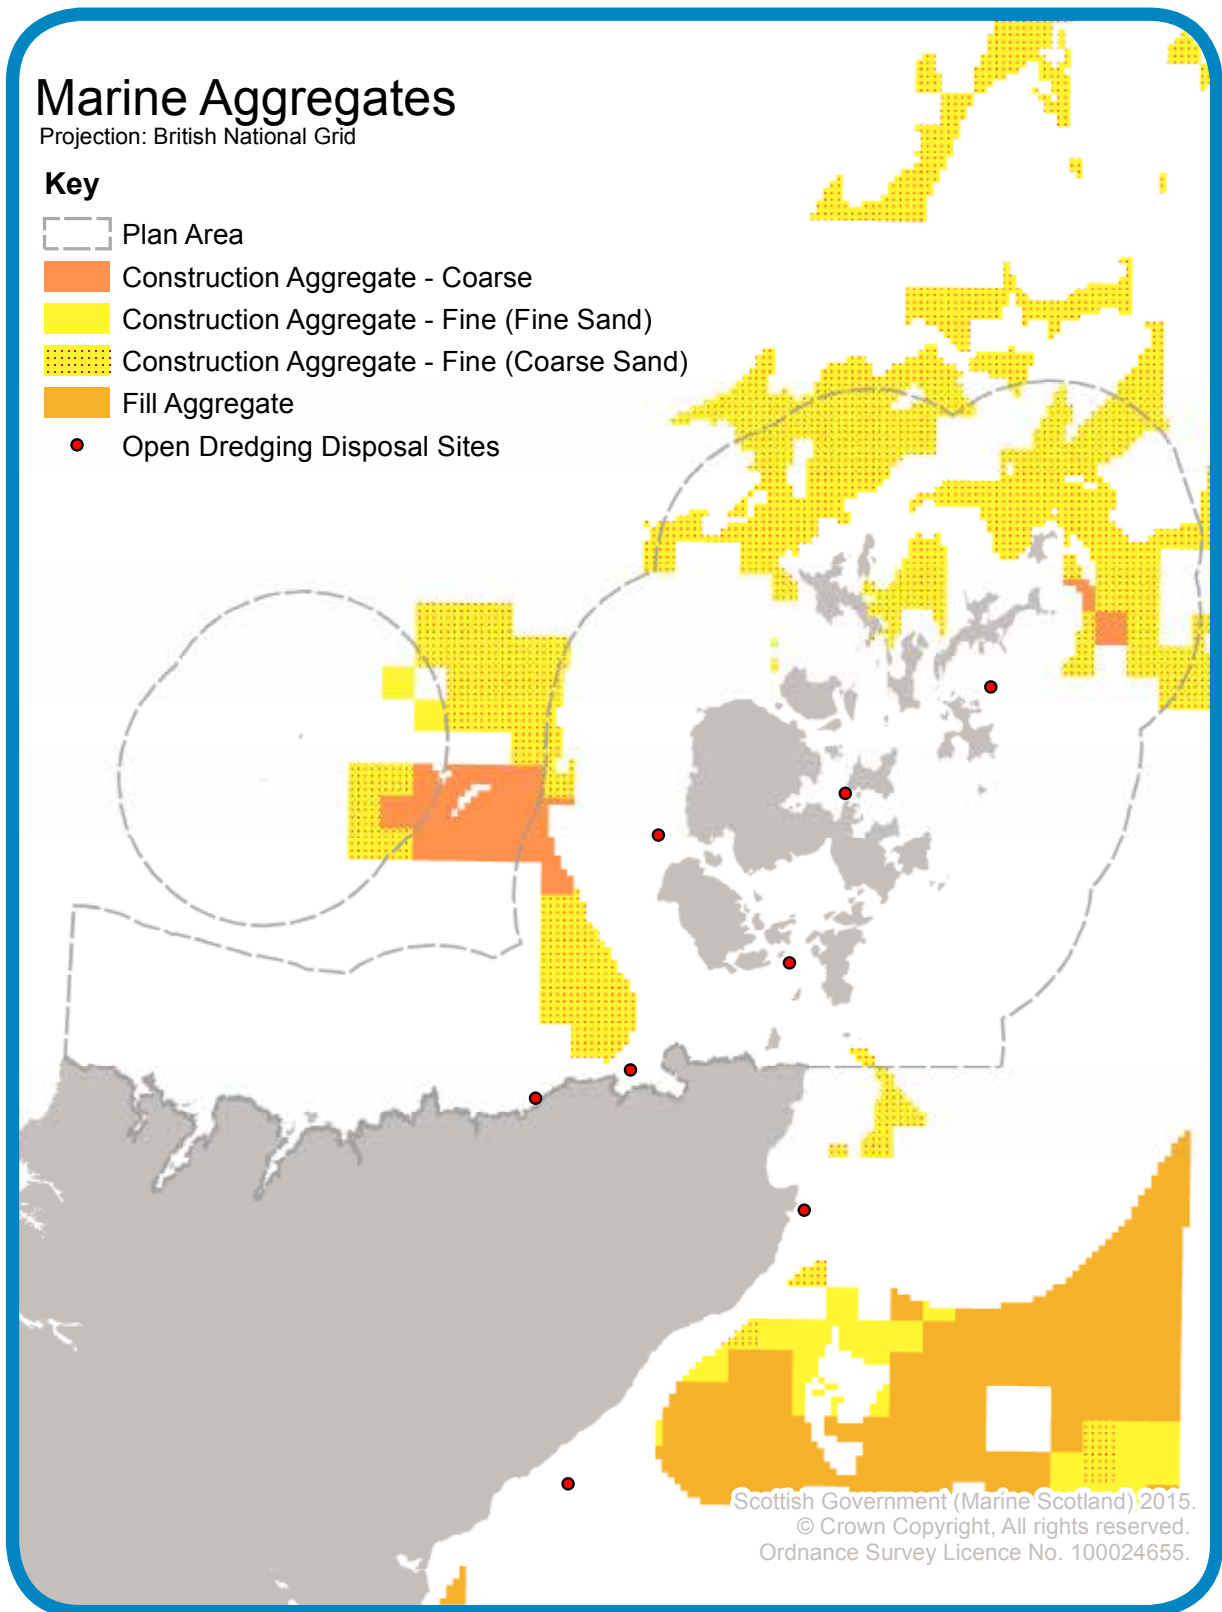 Marine Aggregates
Projection: British National Grid
Key
Plan Area
Construction Aggregate - Coarse
Construction Aggregate - Fine (Fine Sand)
Construction Aggregate - Fine (Coarse Sand)
Fill Aggregate
Open Dredging Disposal Sites
Scottish Government (Marine Scotland) 2015.
© Crown Copyright, All rights reserved.
Ordnance Survey Licence No. 100024655.